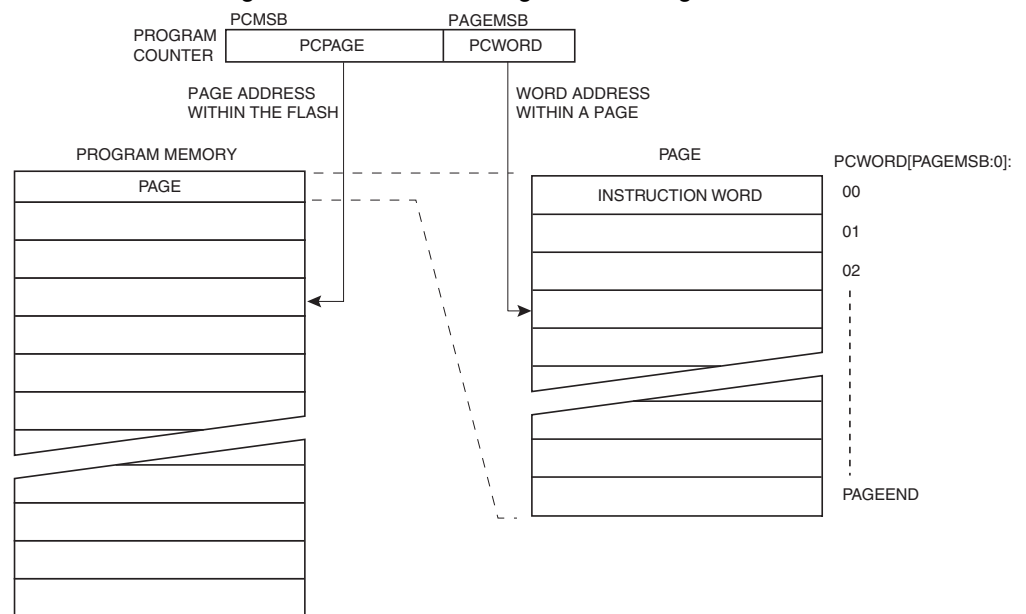 PCMSB
PAGEMSB
PROGRAM
COUNTER
PCPAGE
PCWORD
PAGE ADDRESS
WITHIN THE FLASH
WORD ADDRESS
WITHIN A PAGE
PROGRAM MEMORY
PAGE
PAGE
INSTRUCTION WORD
PCWORD[PAGEMSB:0]:
00
01
02
PAGEEND